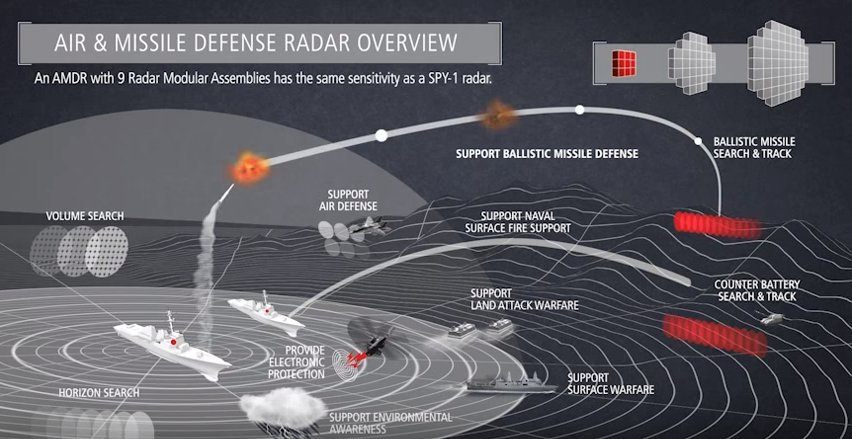 AIR & MISSILE DEFENSE RADAR OVERVIEW
An AMDR with 9 Radar Modular Assemblies has the same sensitivity as a SPY-1 radar.
BALLISTIC MISSILE
SEARCH & TRACK
SUPPORT BALLISTIC MISSILE DEFENSE
SUPPORT
AIR DEFENSE
VOLUME SEARCH
SUPPORT NAVAL
SURFACE FIRE SUPPORT
COUNTER BATTERY
SEARCH & TRACK
SUPPORT
LAND ATTACK WARFARE
PROVIDE
ELECTRONIC
PROTECTION
SUPPORT
SURFACE WARFARE
HORIZON SEARCH
SUPPORT ENVIRONMENTAL
AWARENESS